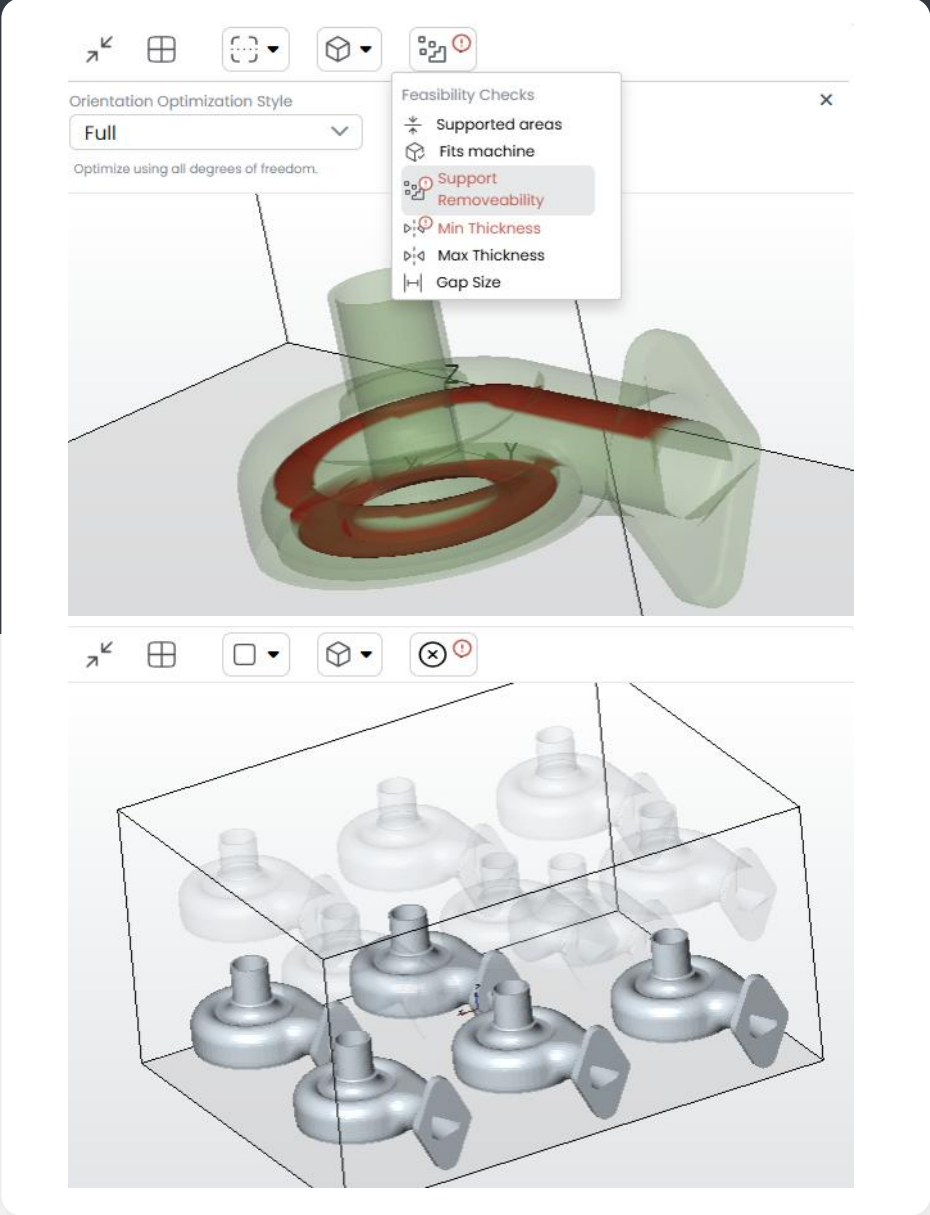 Feasibility Checks
Orientation Optimization Style
Full
Optimize using all degrees of freedom.
Supported areas
Fits machine
Support
Removeability
Min Thickness
Max Thickness
Gap Size
Z
Y